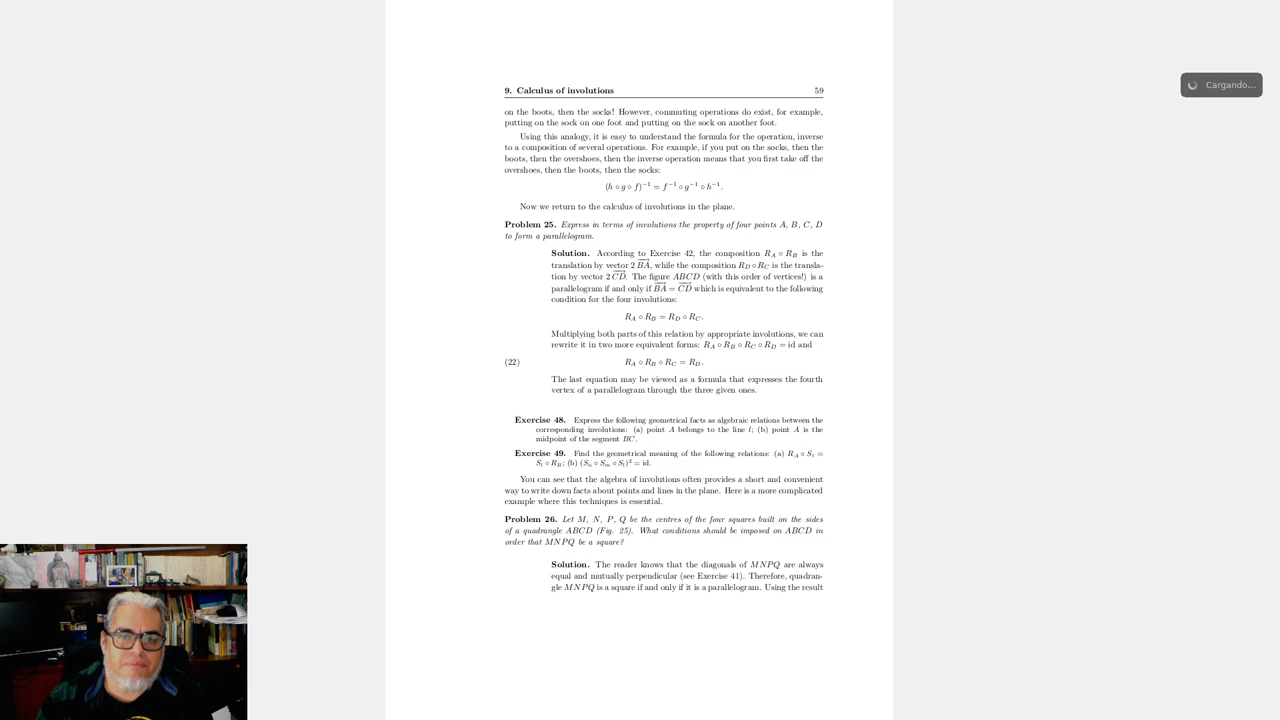 9. Calculus of involutions 59
on the boots, then the socks! However, commuting operations do exist, for example,
putting on the sock on one foot and putting on the sock on another foot.
Using this analogy, it is easy to understand the formula for the operation, inverse
to a composition of several operations. For example, if you put on the socks, then the
boots, then the overshoes, then the inverse operation means that you first take off the
overshoes, then the boots, then the socks:
(h ∘ g ∘ f)⁻¹ = f⁻¹ ∘ g⁻¹ ∘ h⁻¹.
Now we return to the calculus of involutions in the plane.
Problem 25. Express in terms of involutions the property of four points A, B, C, D
to form a parallelogram.
Solution. According to Exercise 42, the composition R_A ∘ R_B is the
translation by vector 2 \overrightarrow{BA}, while the composition R_D ∘ R_C is the transla-
tion by vector 2 \overrightarrow{CD}. The figure ABCD (with this order of vertices!) is a
parallelogram if and only if \overrightarrow{BA} = \overrightarrow{CD} which is equivalent to the following
condition for the four involutions:
R_A ∘ R_B = R_D ∘ R_C.
Multiplying both parts of this relation by appropriate involutions, we can
rewrite it in two more equivalent forms: R_A ∘ R_B ∘ R_C ∘ R_D = id and
(22) R_A ∘ R_B ∘ R_C = R_D.
The last equation may be viewed as a formula that expresses the fourth
vertex of a parallelogram through the three given ones.
Exercise 48. Express the following geometrical facts as algebraic relations between the
corresponding involutions: (a) point A belongs to the line l; (b) point A is the
midpoint of the segment BC.
Exercise 49. Find the geometrical meaning of the following relations: (a) R_A ∘ S_l =
S_l ∘ R_B; (b) (S_n ∘ S_m ∘ S_l)² = id.
You can see that the algebra of involutions often provides a short and convenient
way to write down facts about points and lines in the plane. Here is a more complicated
example where this techniques is essential.
Problem 26. Let M, N, P, Q be the centres of the four squares built on the sides
of a quadrangle ABCD (Fig. 25). What conditions should be imposed on ABCD in
order that MNPQ be a square?
Solution. The reader knows that the diagonals of MNPQ are always
equal and mutually perpendicular (see Exercise 41). Therefore, quadran-
gle MNPQ is a square if and only if it is a parallelogram. Using the result
Cargando...